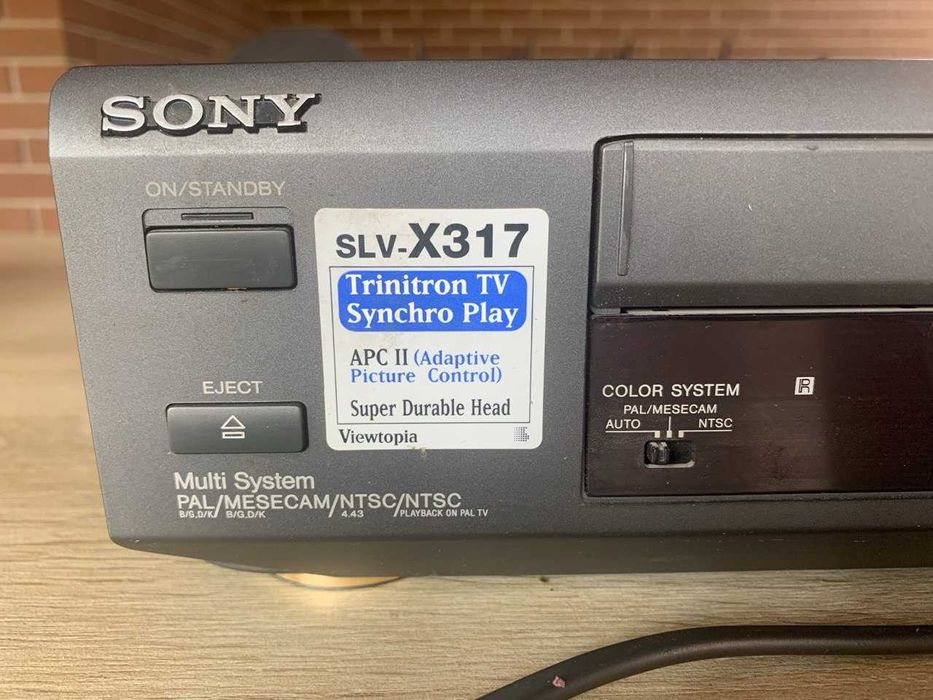 SONY
ON/STANDBY
SLV-X317
Trinitron TV
Synchro Play
APC II (Adaptive
Picture Control)
Super Durable Head
Viewtopia
EJECT
Multi System
PAL/MESECAM/NTSC/NTSC
B/G,D/K B/G,D/K 4.43 PLAYBACK ON PAL TV
COLOR SYSTEM
PAL/MESECAM
AUTO NTSC
R